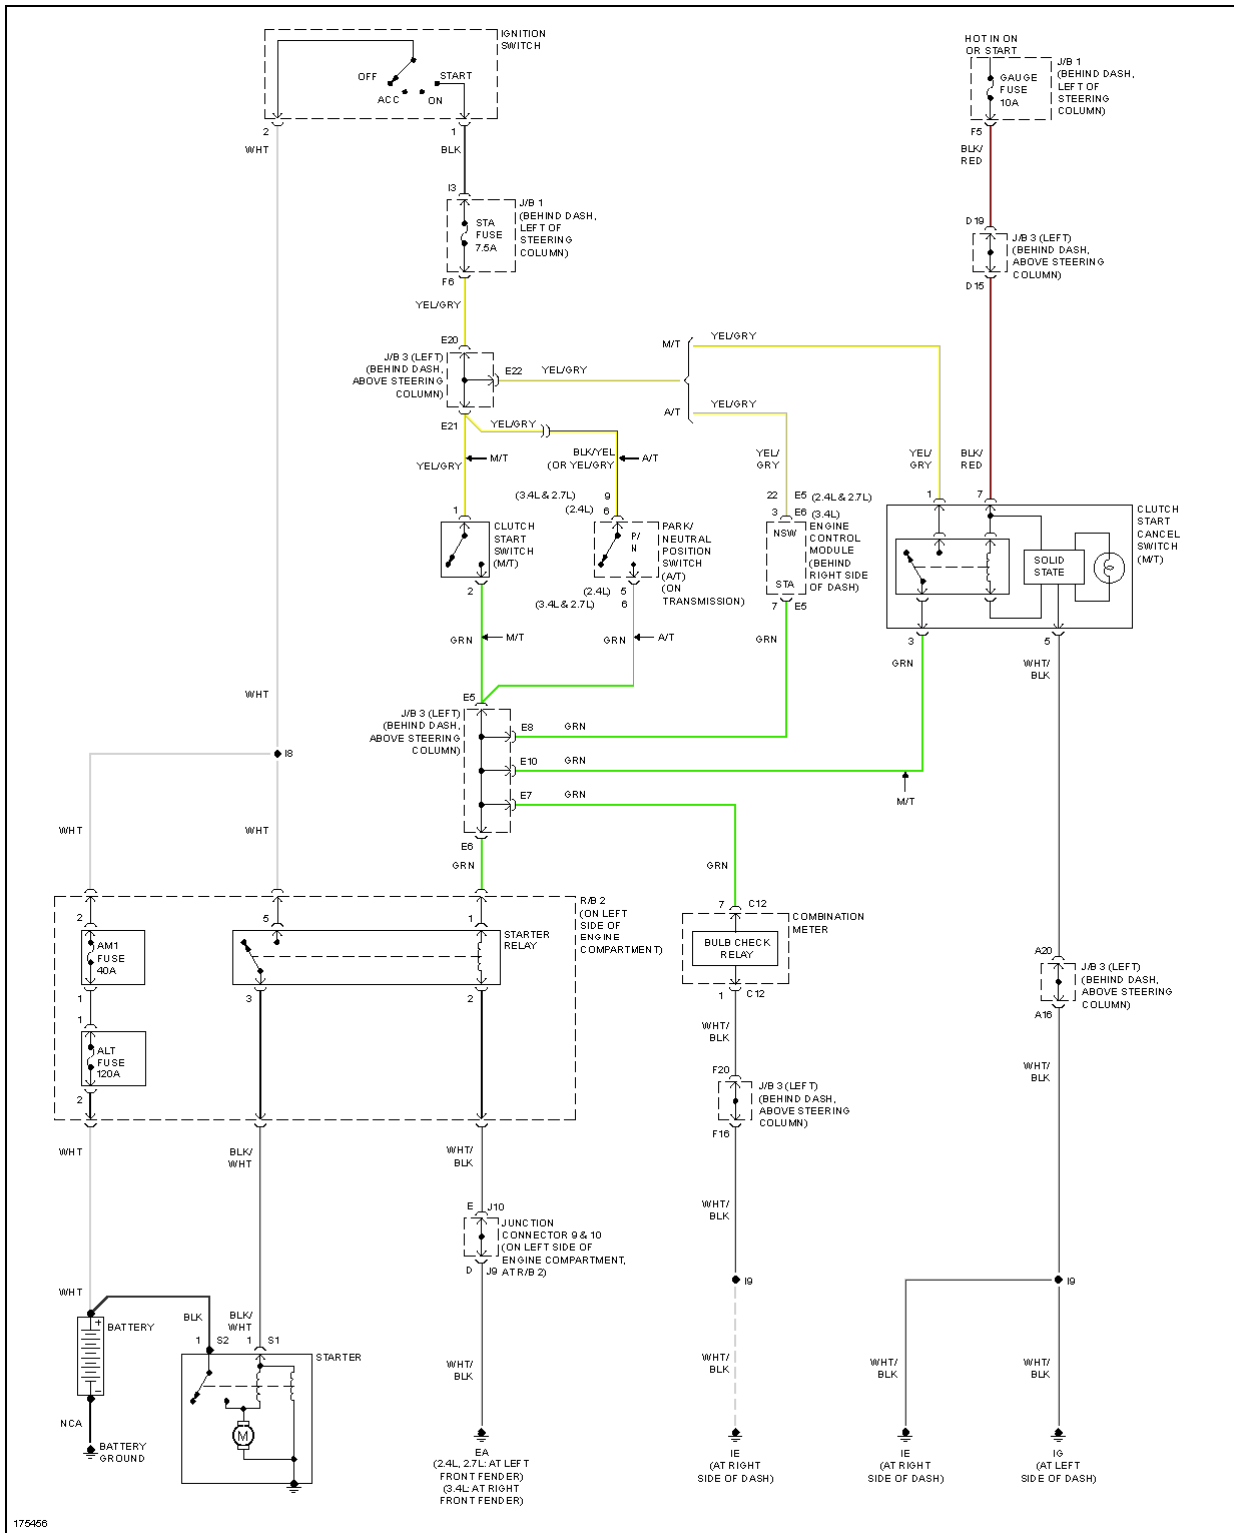 IGNITION
SWITCH
OFF
START
ACC
ON
2
1
WHT
BLK
HOT IN ON
OR START
GAUGE
FUSE
10A
J/B 1
(BEHIND DASH,
LEFT OF
STEERING
COLUMN)
F5
BLK/
RED
I3
STA
FUSE
7.5A
J/B 1
(BEHIND DASH,
LEFT OF
STEERING
COLUMN)
F6
YEL/GRY
D19
J/B 3 (LEFT)
(BEHIND DASH,
ABOVE STEERING
COLUMN)
D15
E20
J/B 3 (LEFT)
(BEHIND DASH,
ABOVE STEERING
COLUMN)
E22
YEL/GRY
M/T
YEL/GRY
A/T
YEL/GRY
E21
YEL/GRY
YEL/GRY
M/T
BLK/YEL
(OR YEL/GRY)
A/T
YEL/
GRY
YEL/
GRY
BLK/
RED
(3.4L & 2.7L) 9
(2.4L) 6
22 E5 (2.4L & 2.7L)
3 E6 (3.4L)
1
1
7
CLUTCH
START
SWITCH
(M/T)
P/
N
PARK/
NEUTRAL
POSITION
SWITCH
(A/T)
(ON
TRANSMISSION)
NSW
STA
ENGINE
CONTROL
MODULE
(BEHIND
RIGHT SIDE
OF DASH)
SOLID
STATE
CLUTCH
START
CANCEL
SWITCH
(M/T)
2
(2.4L) 5
(3.4L & 2.7L) 6
7 E5
3
5
GRN
M/T
GRN
A/T
GRN
GRN
WHT/
BLK
WHT
E5
J/B 3 (LEFT)
(BEHIND DASH,
ABOVE STEERING
COLUMN)
E8
GRN
I8
E10
GRN
E7
GRN
M/T
WHT
WHT
E6
GRN
GRN
2
5
1
R/B 2
(ON LEFT
SIDE OF
ENGINE
COMPARTMENT)
AM1
FUSE
40A
STARTER
RELAY
7 C12
COMBINATION
METER
BULB CHECK
RELAY
1 C12
1
3
2
1
ALT
FUSE
120A
2
A20
J/B 3 (LEFT)
(BEHIND DASH,
ABOVE STEERING
COLUMN)
A16
WHT/
BLK
F20
J/B 3 (LEFT)
(BEHIND DASH,
ABOVE STEERING
COLUMN)
F16
WHT/
BLK
WHT
BLK/
WHT
WHT/
BLK
E J10
JUNCTION
CONNECTOR 9 & 10
(ON LEFT SIDE OF
ENGINE COMPARTMENT,
AT R/B 2)
D J9
WHT/
BLK
I9
I9
WHT
BLK
BLK/
WHT
+
BATTERY
-
1 S2
1 S1
STARTER
M
NCA
BATTERY
GROUND
WHT/
BLK
WHT/
BLK
WHT/
BLK
WHT/
BLK
EA
(2.4L, 2.7L: AT LEFT
FRONT FENDER)
(3.4L: AT RIGHT
FRONT FENDER)
IE
(AT RIGHT
SIDE OF DASH)
IE
(AT RIGHT
SIDE OF DASH)
IG
(AT LEFT
SIDE OF DASH)
175456